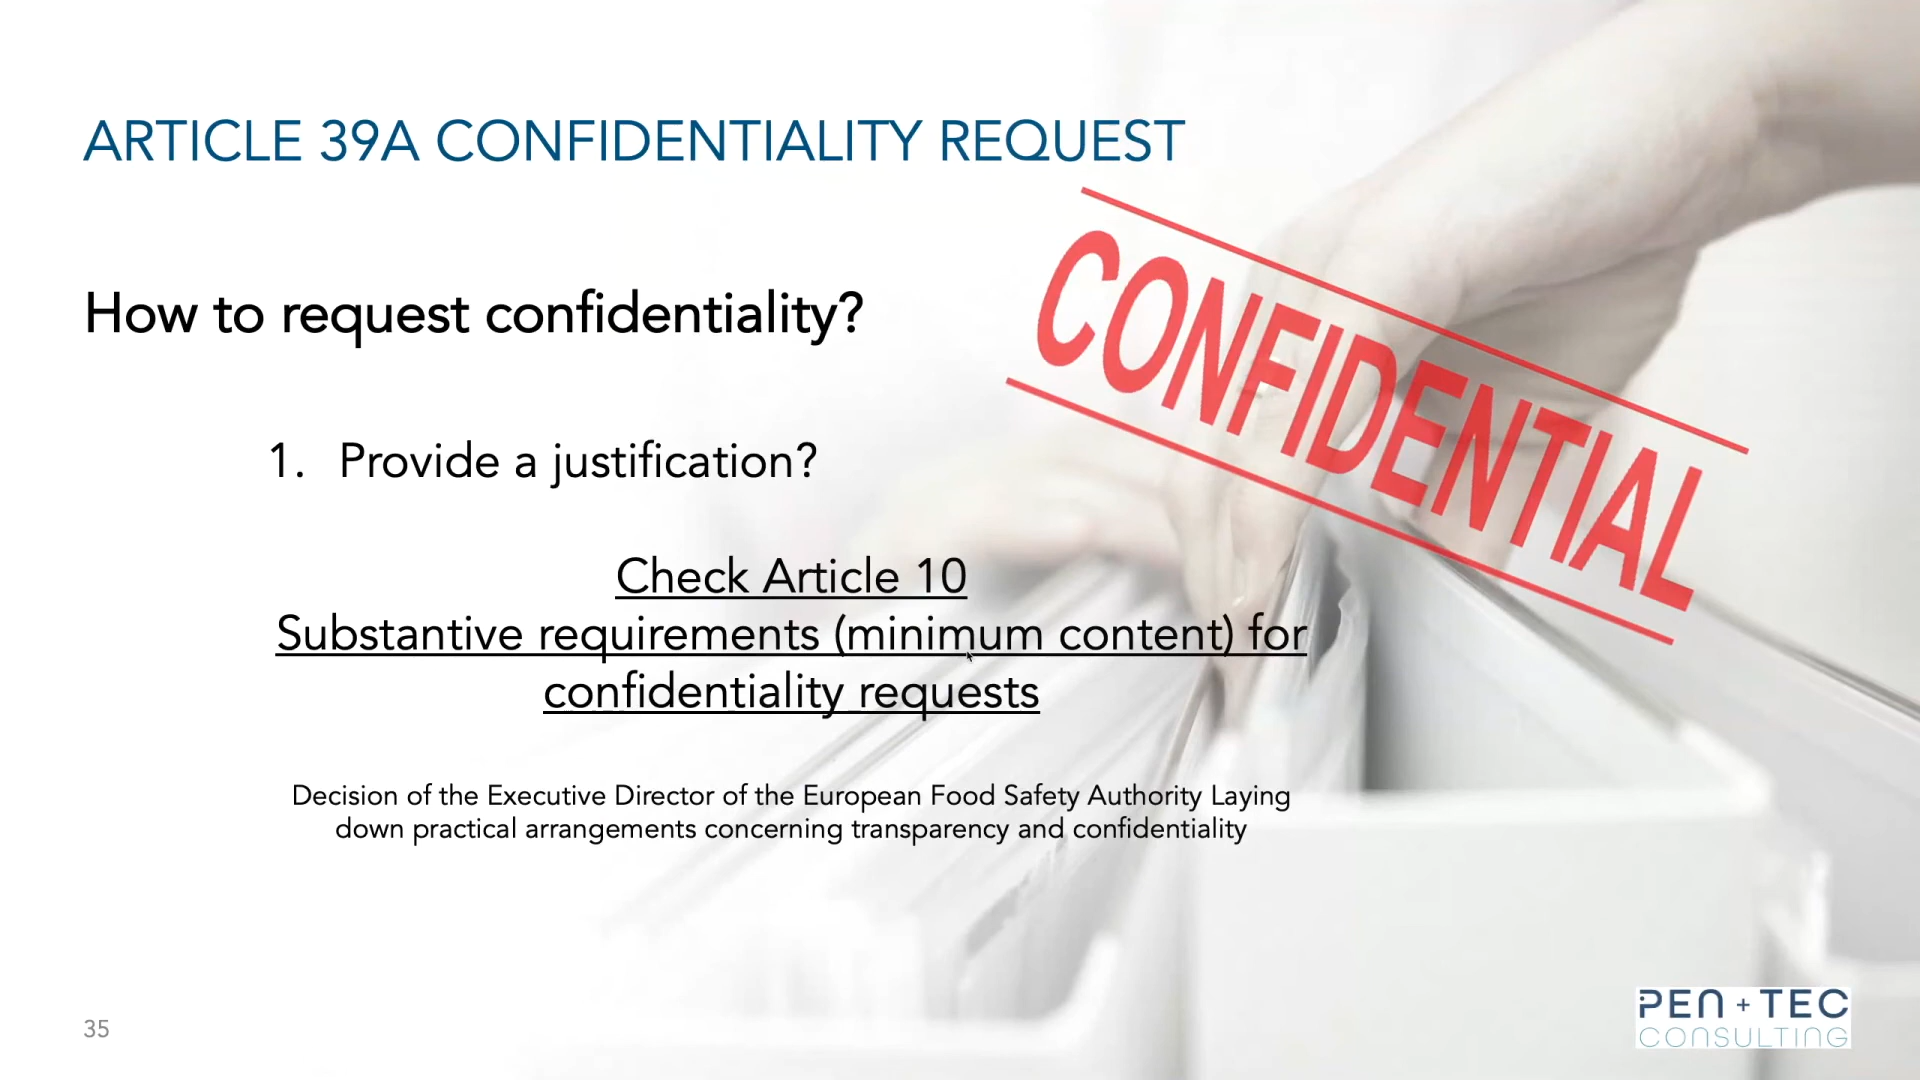 ARTICLE 39A CONFIDENTIALITY REQUEST
How to request confidentiality?
CONFIDENTIAL
1. Provide a justification?
Check Article 10
Substantive requirements (minimum content) for
confidentiality requests
Decision of the Executive Director of the European Food Safety Authority Laying
down practical arrangements concerning transparency and confidentiality
35
PEN + TEC
CONSULTING